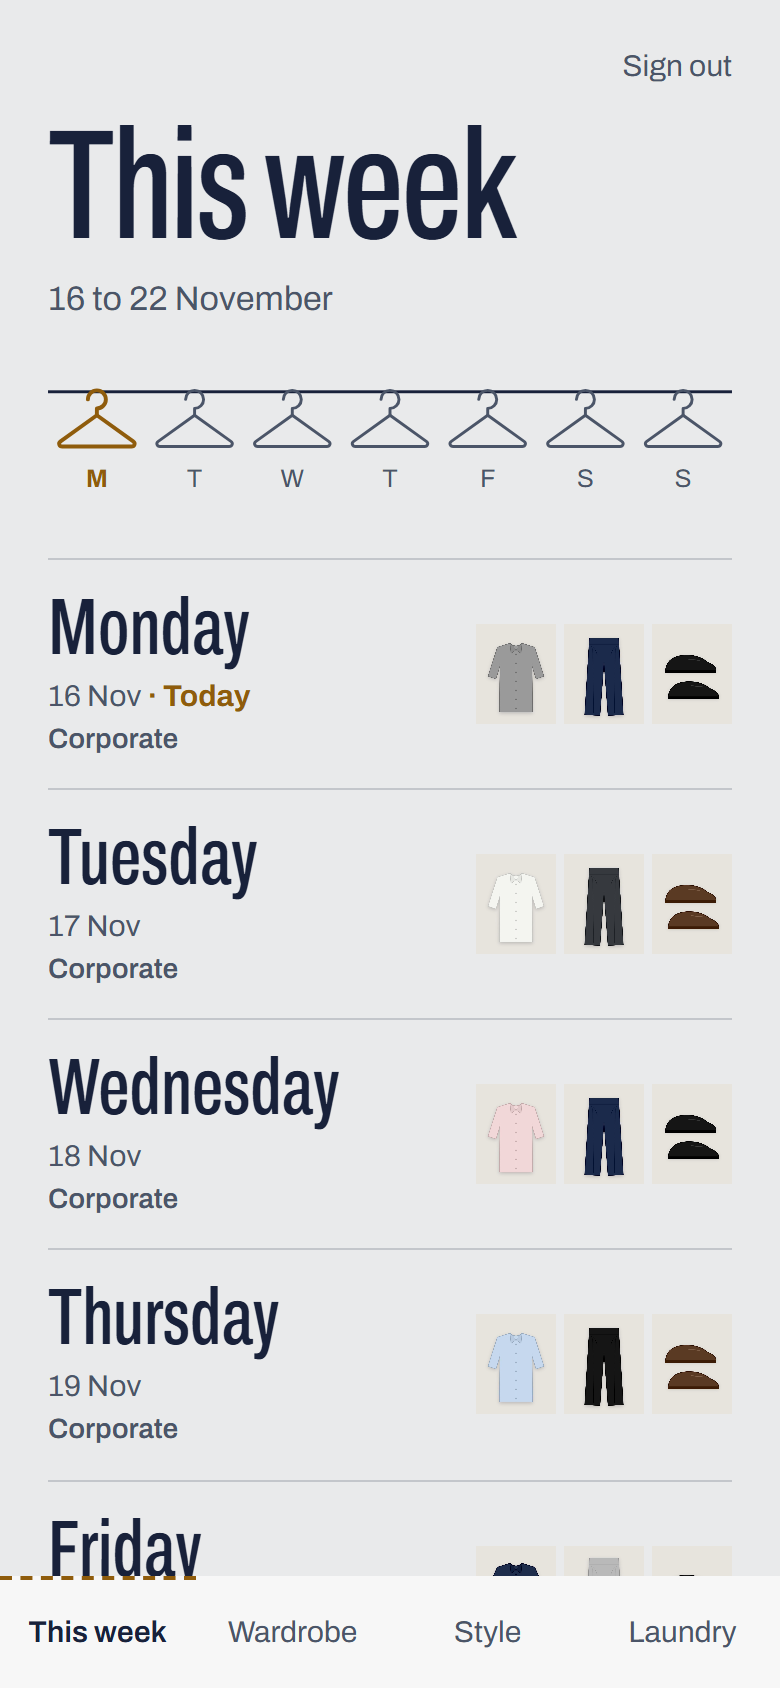 Sign out
This week
16 to 22 November
M T W T F S S
Monday
16 Nov · Today
Corporate
Tuesday
17 Nov
Corporate
Wednesday
18 Nov
Corporate
Thursday
19 Nov
Corporate
Friday
This week Wardrobe Style Laundry